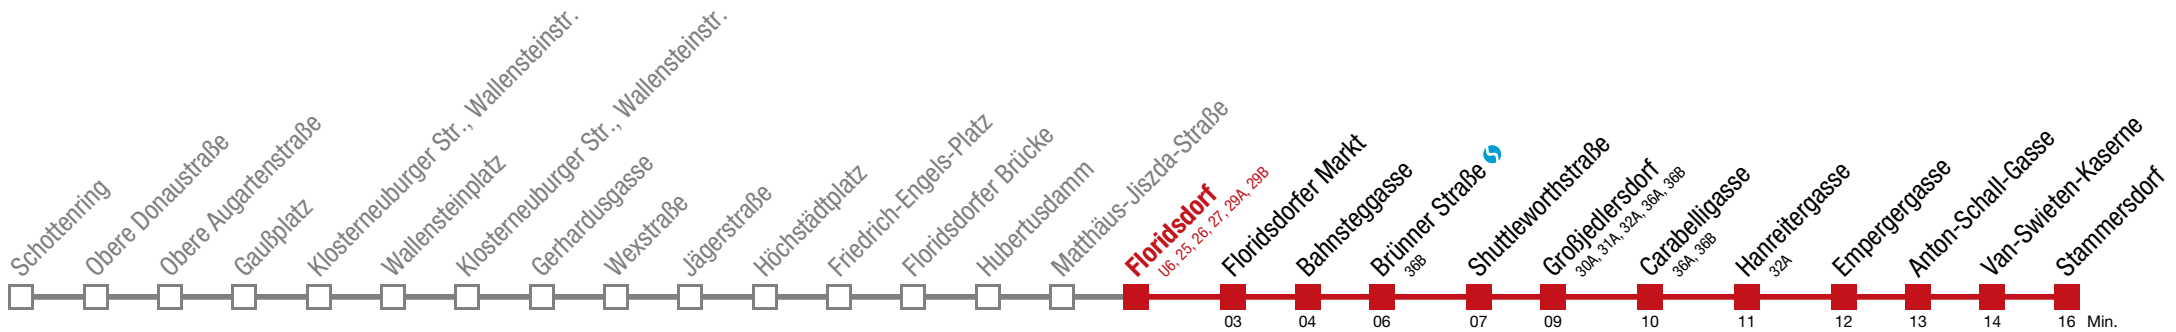 Schottenring
Obere Donaustraße
Obere Augartenstraße
Gaußplatz
Klosterneuburger Str., Wallensteinstr.
Wallensteinplatz
Klosterneuburger Str., Wallensteinstr.
Gerhardusgasse
Wexstraße
Jägerstraße
Höchstädtplatz
Friedrich-Engels-Platz
Floridsdorfer Brücke
Hubertusdamm
Matthäus-Jiszda-Straße
Floridsdorf
U6, 25, 26, 27, 29A, 29B
Floridsdorfer Markt
Bahnsteggasse
Brünner Straße
36B
Shuttleworthstraße
Großjedlersdorf
30A, 31A, 32A, 36A, 36B
Carabelligasse
36A, 36B
Hanreitergasse
32A
Empergergasse
Anton-Schall-Gasse
Van-Swieten-Kaserne
Stammersdorf
03 04 06 07 09 10 11 12 13 14 16 Min.